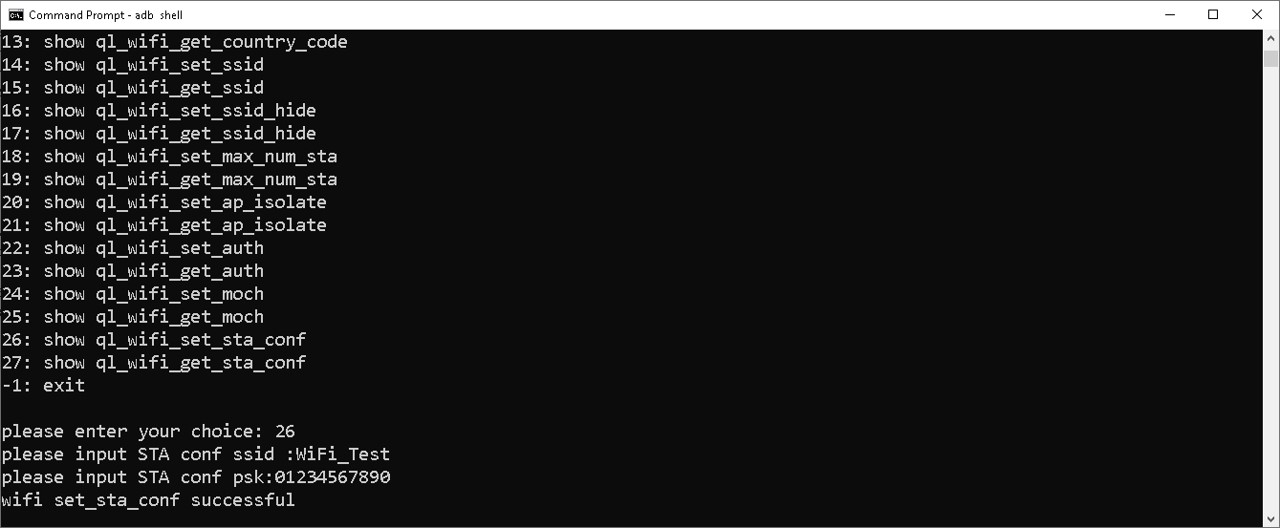 Command Prompt - adb  shell
13: show ql_wifi_get_country_code
14: show ql_wifi_set_ssid
15: show ql_wifi_get_ssid
16: show ql_wifi_set_ssid_hide
17: show ql_wifi_get_ssid_hide
18: show ql_wifi_set_max_num_sta
19: show ql_wifi_get_max_num_sta
20: show ql_wifi_set_ap_isolate
21: show ql_wifi_get_ap_isolate
22: show ql_wifi_set_auth
23: show ql_wifi_get_auth
24: show ql_wifi_set_moch
25: show ql_wifi_get_moch
26: show ql_wifi_set_sta_conf
27: show ql_wifi_get_sta_conf
-1: exit
please enter your choice: 26
please input STA conf ssid :WiFi_Test
please input STA conf psk:01234567890
wifi set_sta_conf successful